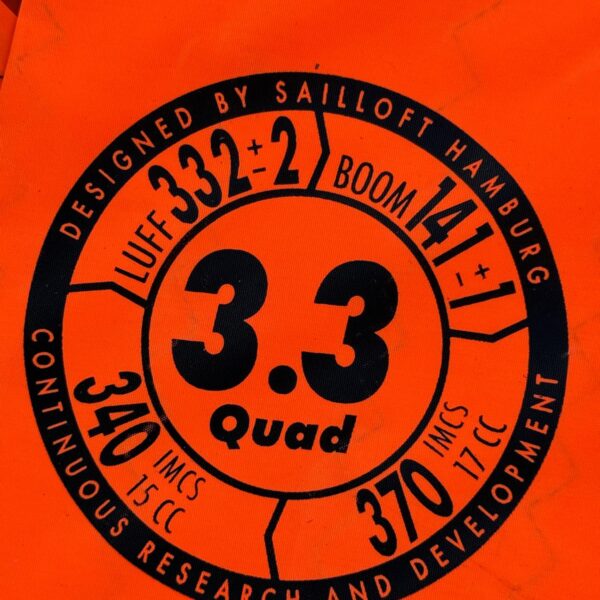 DESIGNED BY SAILLOFT HAMBURG
LUFF 332 ± 2
BOOM 141 ± 1
3.3
Quad
340 IMCS
15 CC
370 IMCS
17 CC
CONTINUOUS RESEARCH AND DEVELOPMENT